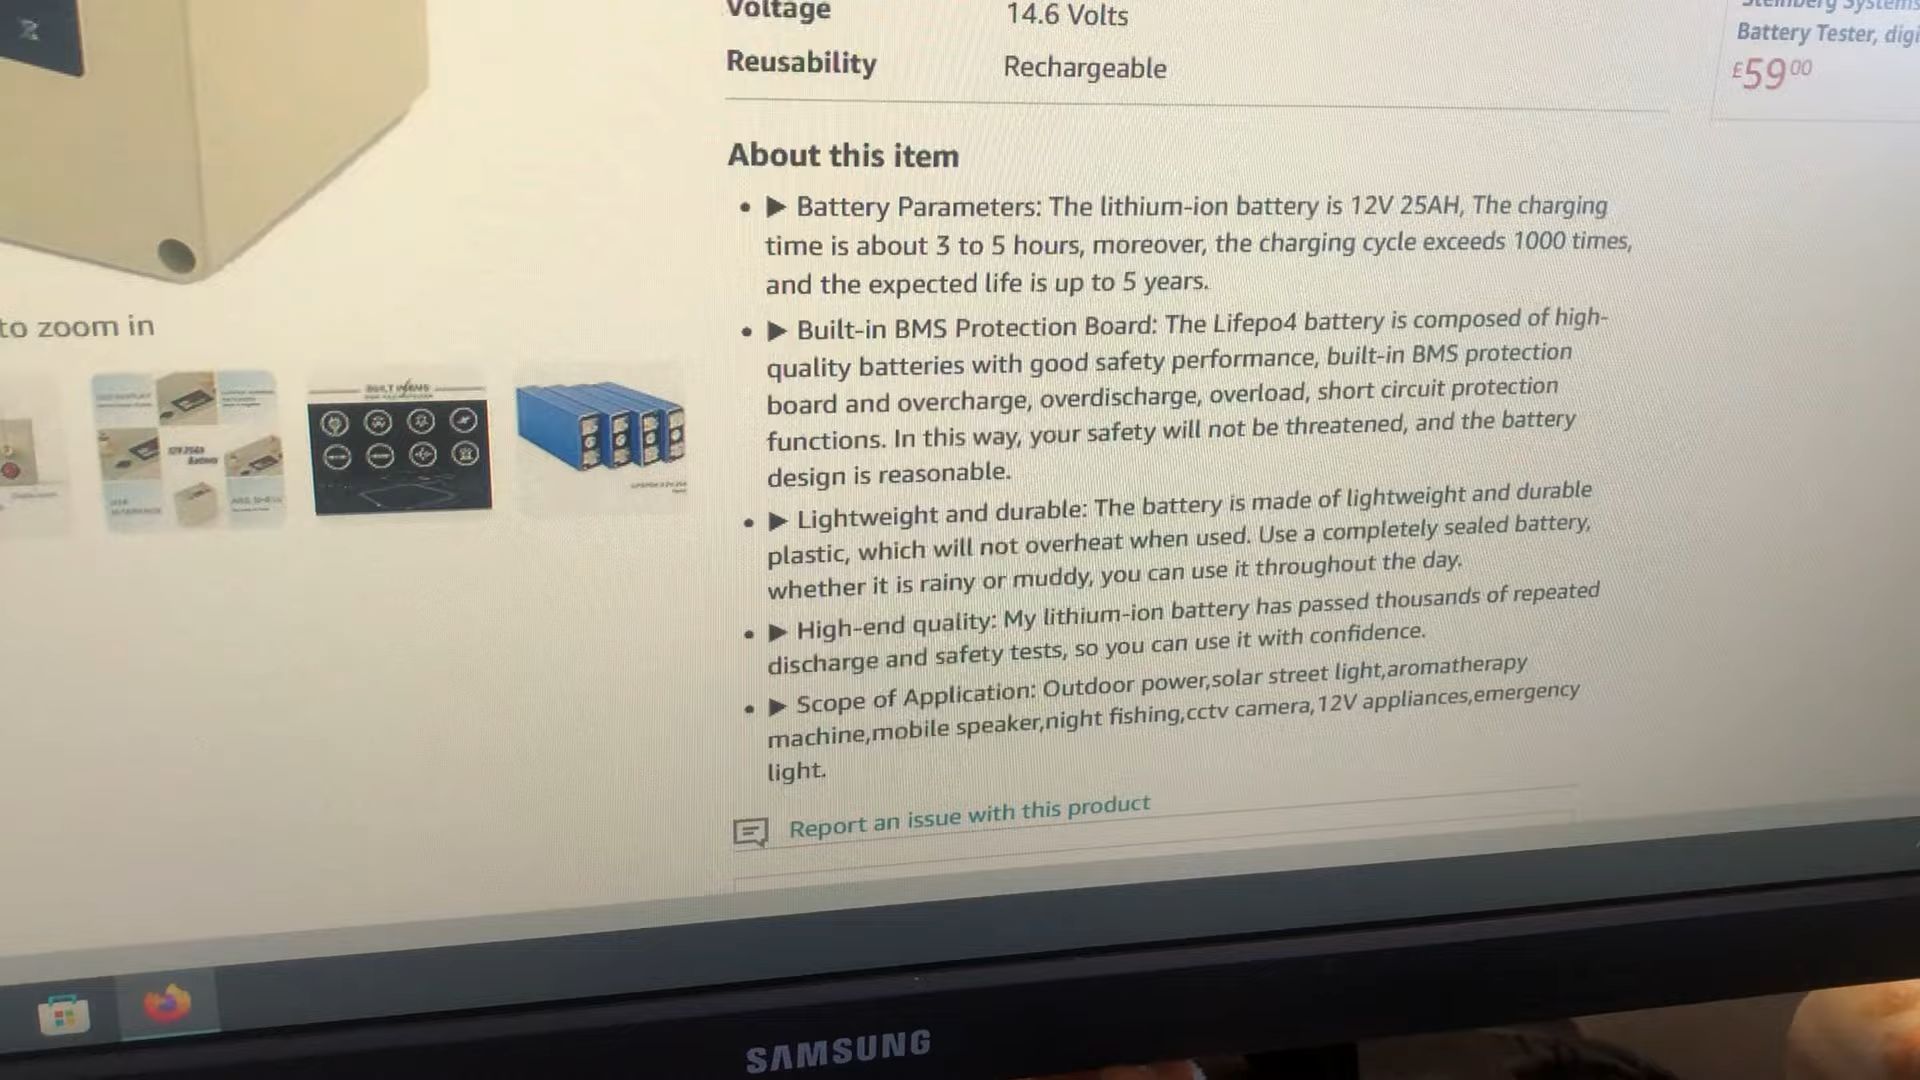 Voltage 14.6 Volts
Reusability Rechargeable
Battery Tester, digi
£59 00
About this item
• ▶ Battery Parameters: The lithium-ion battery is 12V 25AH, The charging
time is about 3 to 5 hours, moreover, the charging cycle exceeds 1000 times,
and the expected life is up to 5 years.
• ▶ Built-in BMS Protection Board: The Lifepo4 battery is composed of high-
quality batteries with good safety performance, built-in BMS protection
board and overcharge, overdischarge, overload, short circuit protection
functions. In this way, your safety will not be threatened, and the battery
design is reasonable.
• ▶ Lightweight and durable: The battery is made of lightweight and durable
plastic, which will not overheat when used. Use a completely sealed battery,
whether it is rainy or muddy, you can use it throughout the day.
• ▶ High-end quality: My lithium-ion battery has passed thousands of repeated
discharge and safety tests, so you can use it with confidence.
• ▶ Scope of Application: Outdoor power,solar street light,aromatherapy
machine,mobile speaker,night fishing,cctv camera,12V appliances,emergency
light.
Report an issue with this product
to zoom in
SAMSUNG